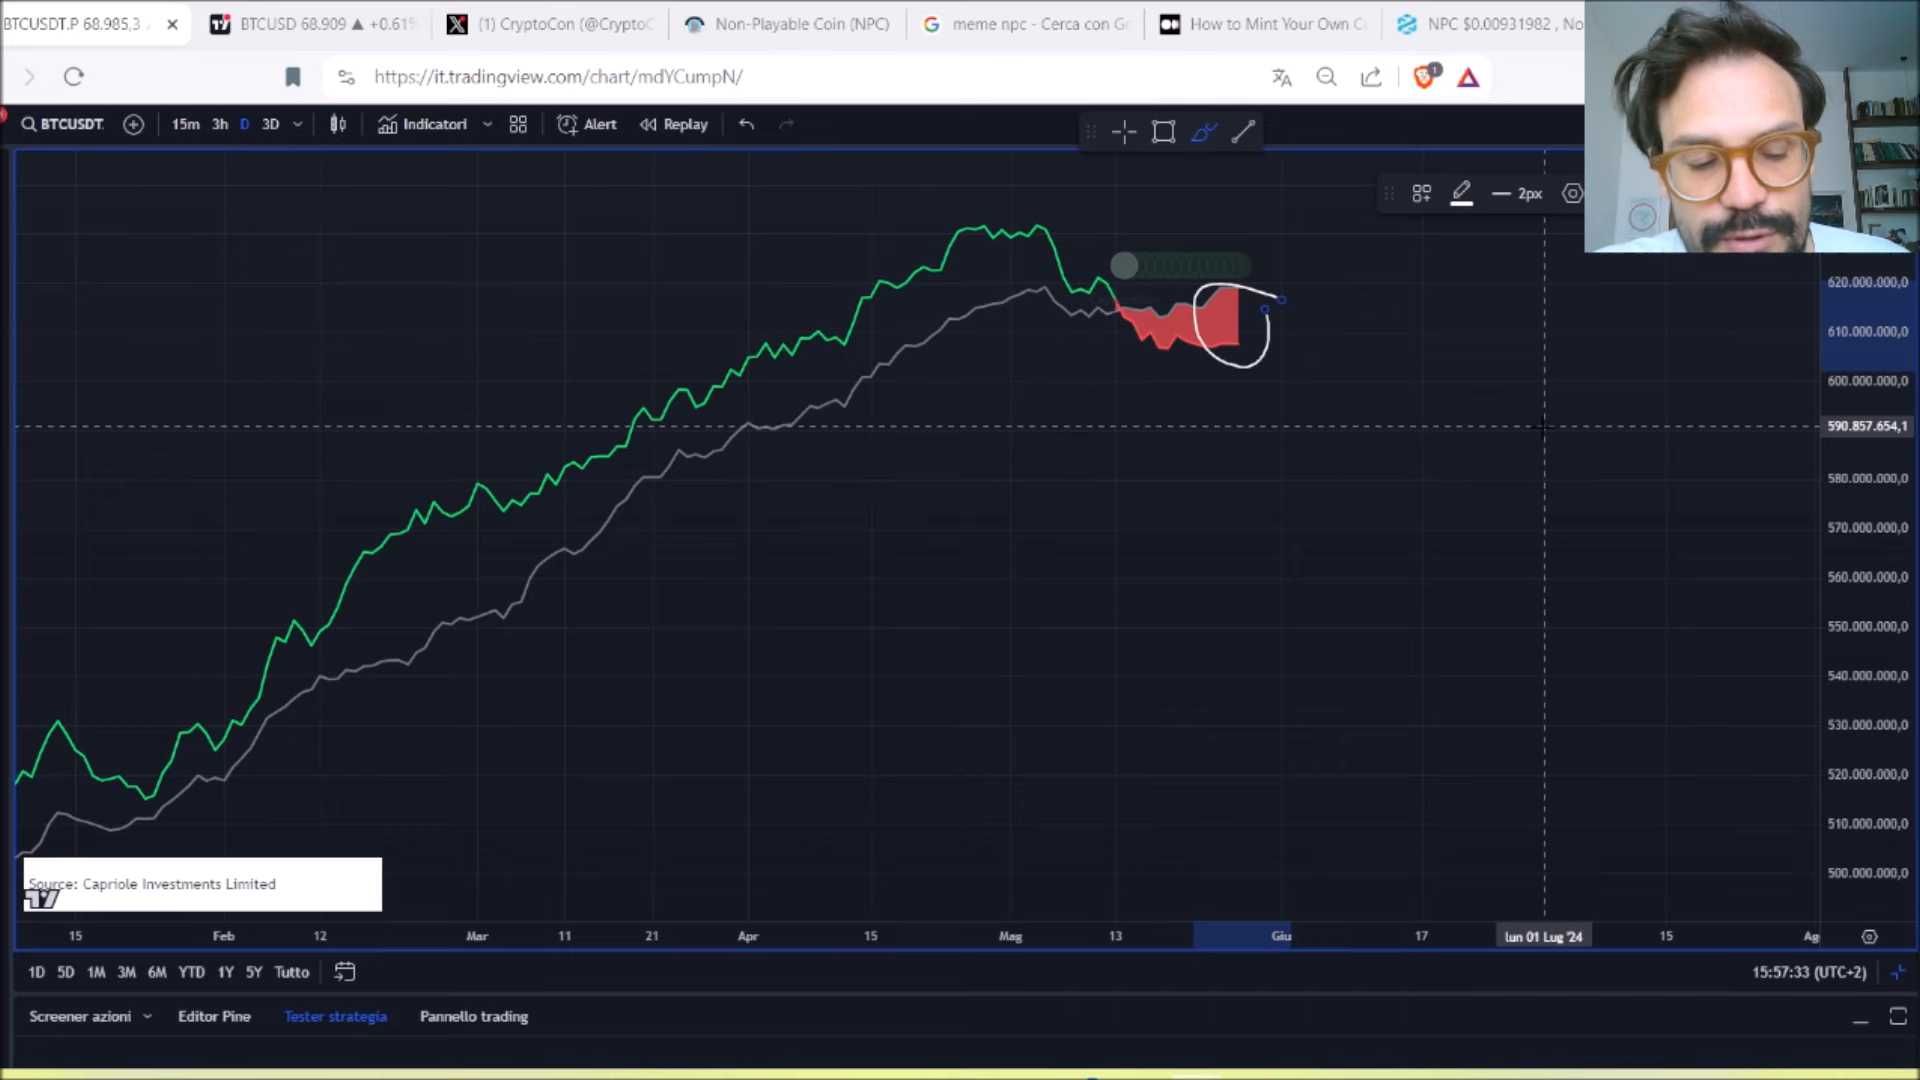 BTCUSDT.P 68.985,3
BTCUSD 68.909 ▲ +0.61%
(1) CryptoCon (@CryptoC
Non-Playable Coin (NPC)
meme npc - Cerca con Go
How to Mint Your Own C
NPC $0.00931982 , No
https://it.tradingview.com/chart/mdYCumpN/
1
BTCUSDT.
15m 3h D 3D
Indicatori
Alert
Replay
2px
620.000.000,0
610.000.000,0
600.000.000,0
590.857.654,1
580.000.000,0
570.000.000,0
560.000.000,0
550.000.000,0
540.000.000,0
530.000.000,0
520.000.000,0
510.000.000,0
500.000.000,0
Source: Capriole Investments Limited
15 Feb 12 Mar 11 21 Apr 15 Mag 13 Giu 17 lun 01 Lug '24 15 Ag
1D 5D 1M 3M 6M YTD 1Y 5Y Tutto
15:57:33 (UTC+2)
Screener azioni Editor Pine Tester strategia Pannello trading